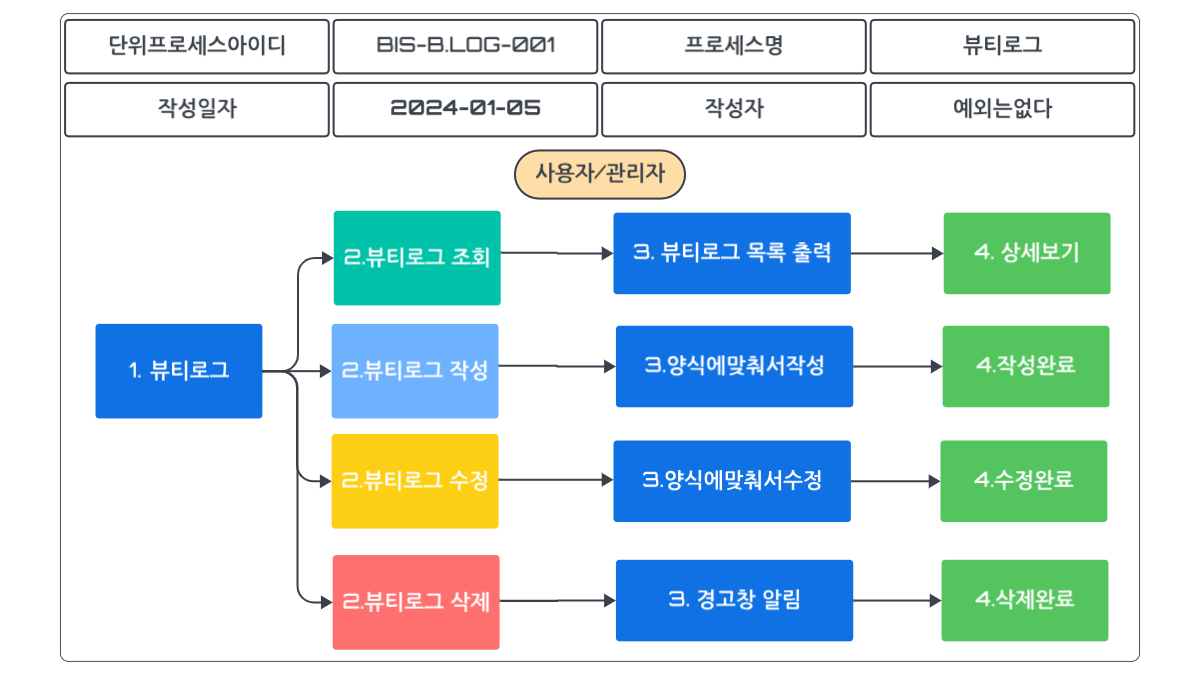 단위프로세스아이디
BIS-B.LOG-001
프로세스명
뷰티로그
작성일자
2024-01-05
작성자
예외는없다
사용자/관리자
1. 뷰티로그
2.뷰티로그 조회
3. 뷰티로그 목록 출력
4. 상세보기
2.뷰티로그 작성
3.양식에맞춰서작성
4.작성완료
2.뷰티로그 수정
3.양식에맞춰서수정
4.수정완료
2.뷰티로그 삭제
3. 경고창 알림
4.삭제완료